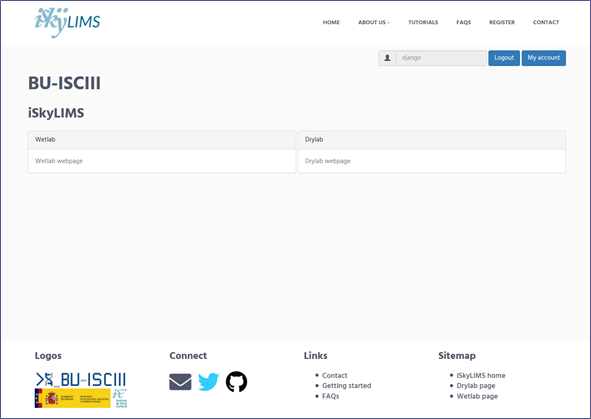 iSkyLIMS
HOME ABOUT US TUTORIALS FAQS REGISTER CONTACT
django Logout My account
BU-ISCIII
iSkyLIMS
Wetlab Drylab
Wetlab webpage Drylab webpage
Logos Connect Links Sitemap
BU-ISCIII
Contact
Getting started
FAQs
iSkyLIMS home
Drylab page
Wetlab page